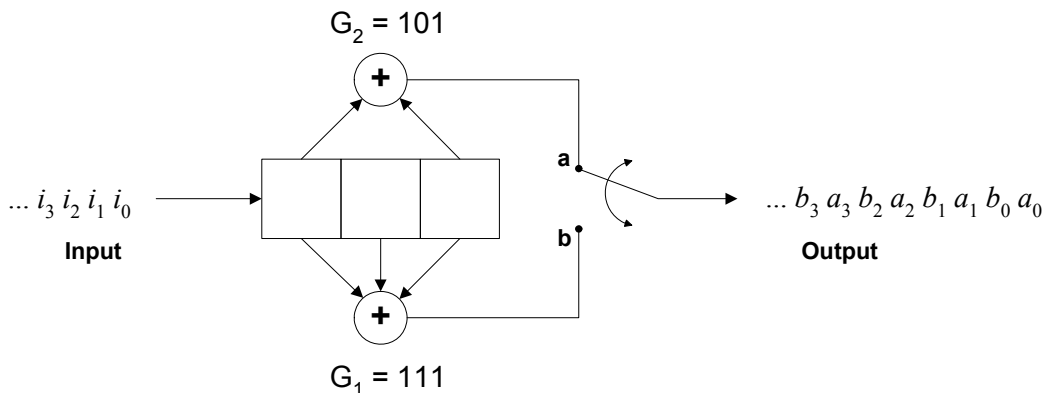 G₂ = 101
+
a
... i₃ i₂ i₁ i₀
... b₃ a₃ b₂ a₂ b₁ a₁ b₀ a₀
b
Input
Output
+
G₁ = 111